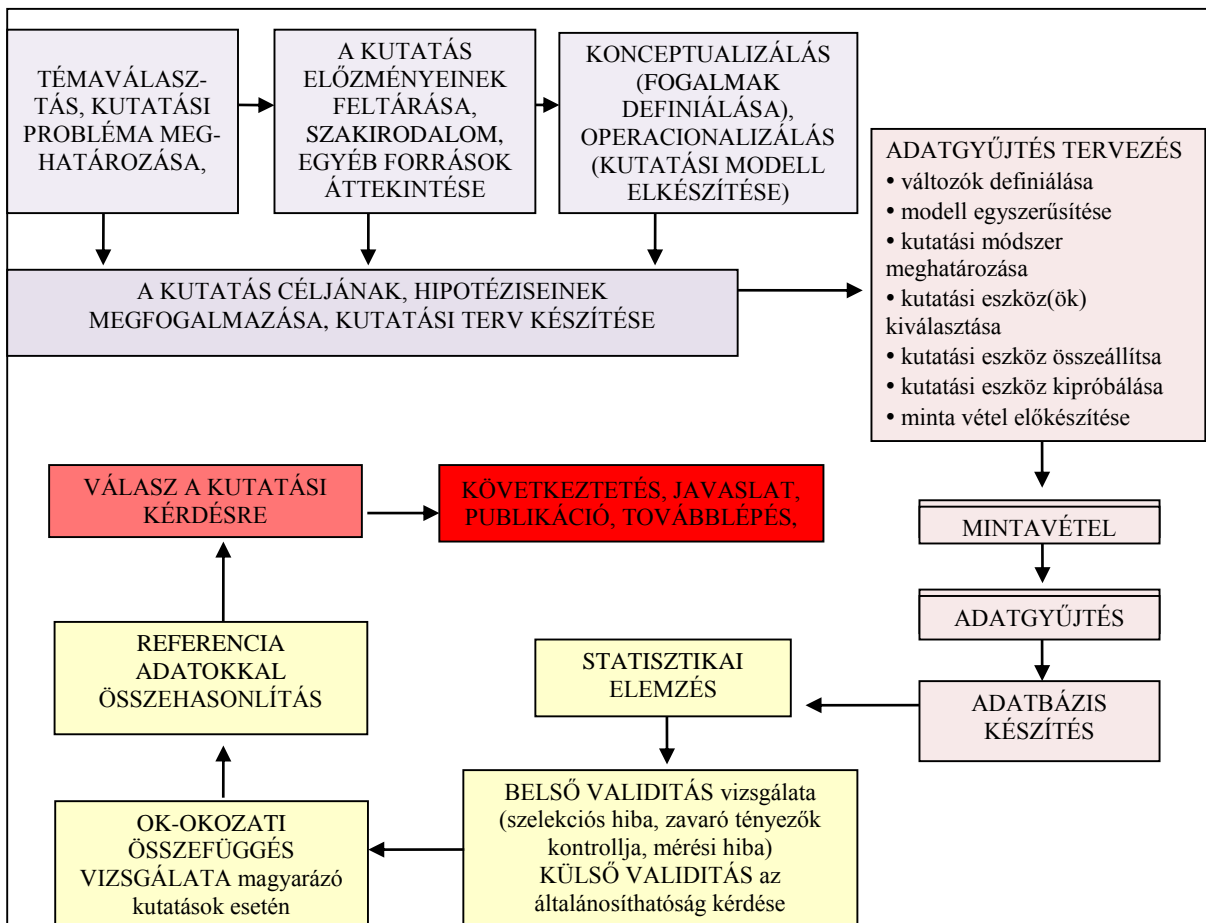 TÉMAVÁLASZ-
TÁS, KUTATÁSI
PROBLÉMA MEG-
HATÁROZÁSA,
A KUTATÁS
ELŐZMÉNYEINEK
FELTÁRÁSA,
SZAKIRODALOM,
EGYÉB FORRÁSOK
ÁTTEKINTÉSE
KONCEPTUALIZÁLÁS
(FOGALMAK
DEFINIÁLÁSA),
OPERACIONALIZÁLÁS
(KUTATÁSI MODELL
ELKÉSZÍTÉSE)
A KUTATÁS CÉLJÁNAK, HIPOTÉZISEINEK
MEGFOGALMAZÁSA, KUTATÁSI TERV KÉSZÍTÉSE
ADATGYŰJTÉS TERVEZÉS
• változók definiálása
• modell egyszerűsítése
• kutatási módszer
meghatározása
• kutatási eszköz(ök)
kiválasztása
• kutatási eszköz összeállítsa
• kutatási eszköz kipróbálása
• minta vétel előkészítése
MINTAVÉTEL
ADATGYŰJTÉS
ADATBÁZIS
KÉSZÍTÉS
STATISZTIKAI
ELEMZÉS
BELSŐ VALIDITÁS vizsgálata
(szelekciós hiba, zavaró tényezők
kontrollja, mérési hiba)
KÜLSŐ VALIDITÁS az
általánosíthatóság kérdése
OK-OKOZATI
ÖSSZEFÜGGÉS
VIZSGÁLATA magyarázó
kutatások esetén
REFERENCIA
ADATOKKAL
ÖSSZEHASONLÍTÁS
VÁLASZ A KUTATÁSI
KÉRDÉSRE
KÖVETKEZTETÉS, JAVASLAT,
PUBLIKÁCIÓ, TOVÁBBLÉPÉS,